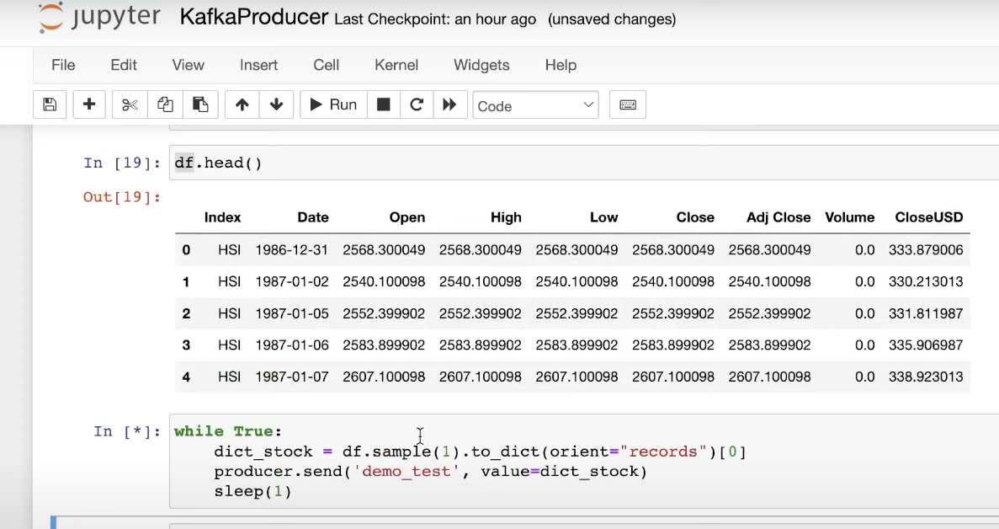 jupyter KafkaProducer Last Checkpoint: an hour ago (unsaved changes)
File Edit View Insert Cell Kernel Widgets Help
Run Code
In [19]: df.head()
Out[19]:
Index Date Open High Low Close Adj Close Volume CloseUSD
0 HSI 1986-12-31 2568.300049 2568.300049 2568.300049 2568.300049 2568.300049 0.0 333.879006
1 HSI 1987-01-02 2540.100098 2540.100098 2540.100098 2540.100098 2540.100098 0.0 330.213013
2 HSI 1987-01-05 2552.399902 2552.399902 2552.399902 2552.399902 2552.399902 0.0 331.811987
3 HSI 1987-01-06 2583.899902 2583.899902 2583.899902 2583.899902 2583.899902 0.0 335.906987
4 HSI 1987-01-07 2607.100098 2607.100098 2607.100098 2607.100098 2607.100098 0.0 338.923013
In [*]: while True:
    dict_stock = df.sample(1).to_dict(orient="records")[0]
    producer.send('demo_test', value=dict_stock)
    sleep(1)